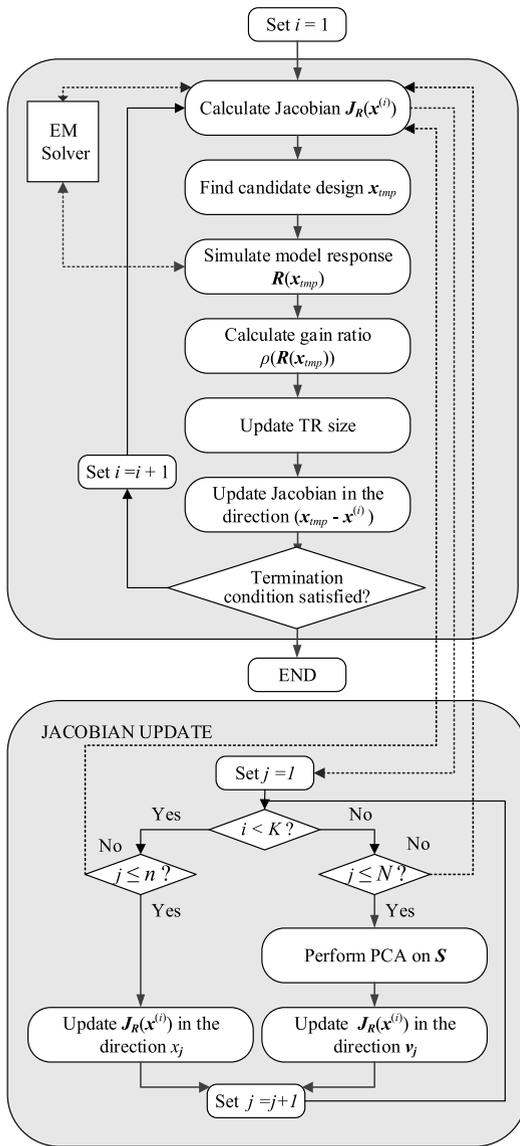 Set i = 1
Calculate Jacobian J_R(x^(i))
EM
Solver
Find candidate design x_tmp
Simulate model response
R(x_tmp)
Calculate gain ratio
ρ(R(x_tmp))
Update TR size
Set i =i + 1
Update Jacobian in the
direction (x_tmp - x^(i) )
Termination
condition satisfied?
END
JACOBIAN UPDATE
Set j=1
Yes
i < K ?
No
No
j ≤ n ?
j ≤ N ?
No
Yes
Yes
Perform PCA on S
Update J_R(x^(i)) in the
direction x_j
Update J_R(x^(i)) in the
direction v_j
Set j =j+1